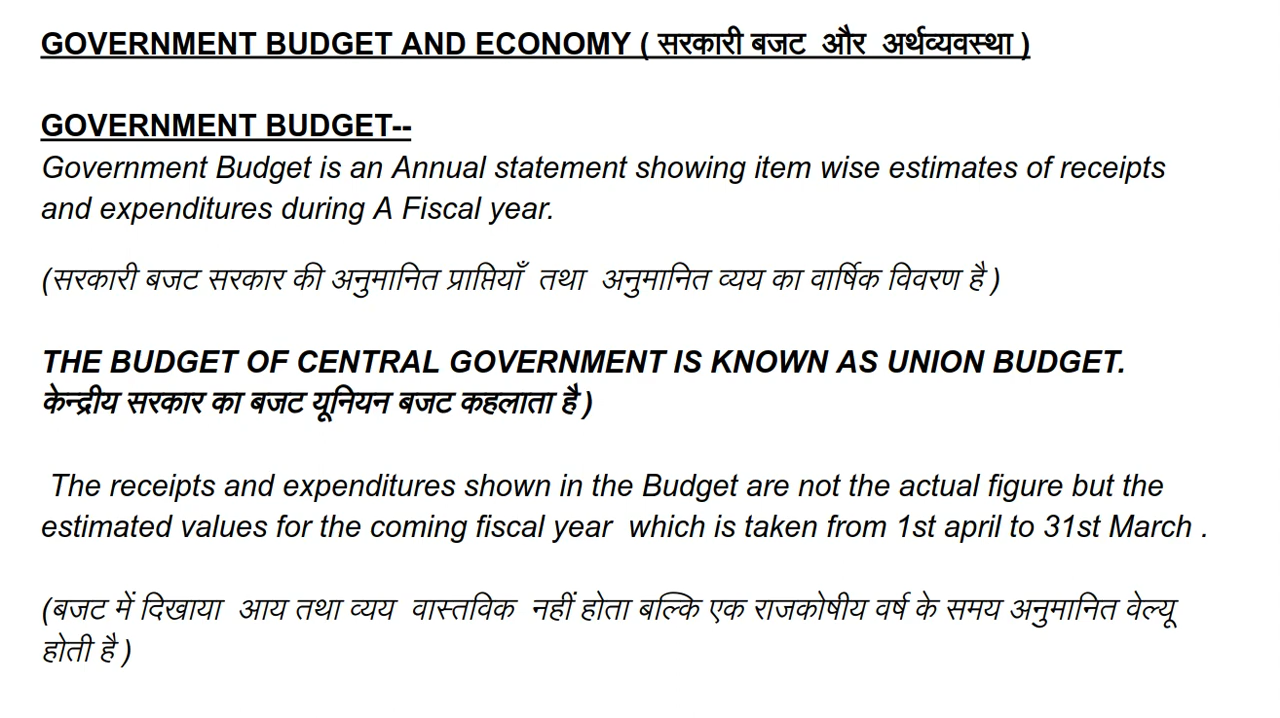 GOVERNMENT BUDGET AND ECONOMY ( सरकारी बजट और अर्थव्यवस्था )
GOVERNMENT BUDGET--
Government Budget is an Annual statement showing item wise estimates of receipts
and expenditures during A Fiscal year.
(सरकारी बजट सरकार की अनुमानित प्राप्तियाँ तथा अनुमानित व्यय का वार्षिक विवरण है )
THE BUDGET OF CENTRAL GOVERNMENT IS KNOWN AS UNION BUDGET.
केन्द्रीय सरकार का बजट यूनियन बजट कहलाता है )
The receipts and expenditures shown in the Budget are not the actual figure but the
estimated values for the coming fiscal year which is taken from 1st april to 31st March .
(बजट में दिखाया आय तथा व्यय वास्तविक नहीं होता बल्कि एक राजकोषीय वर्ष के समय अनुमानित वेल्यू
होती है )